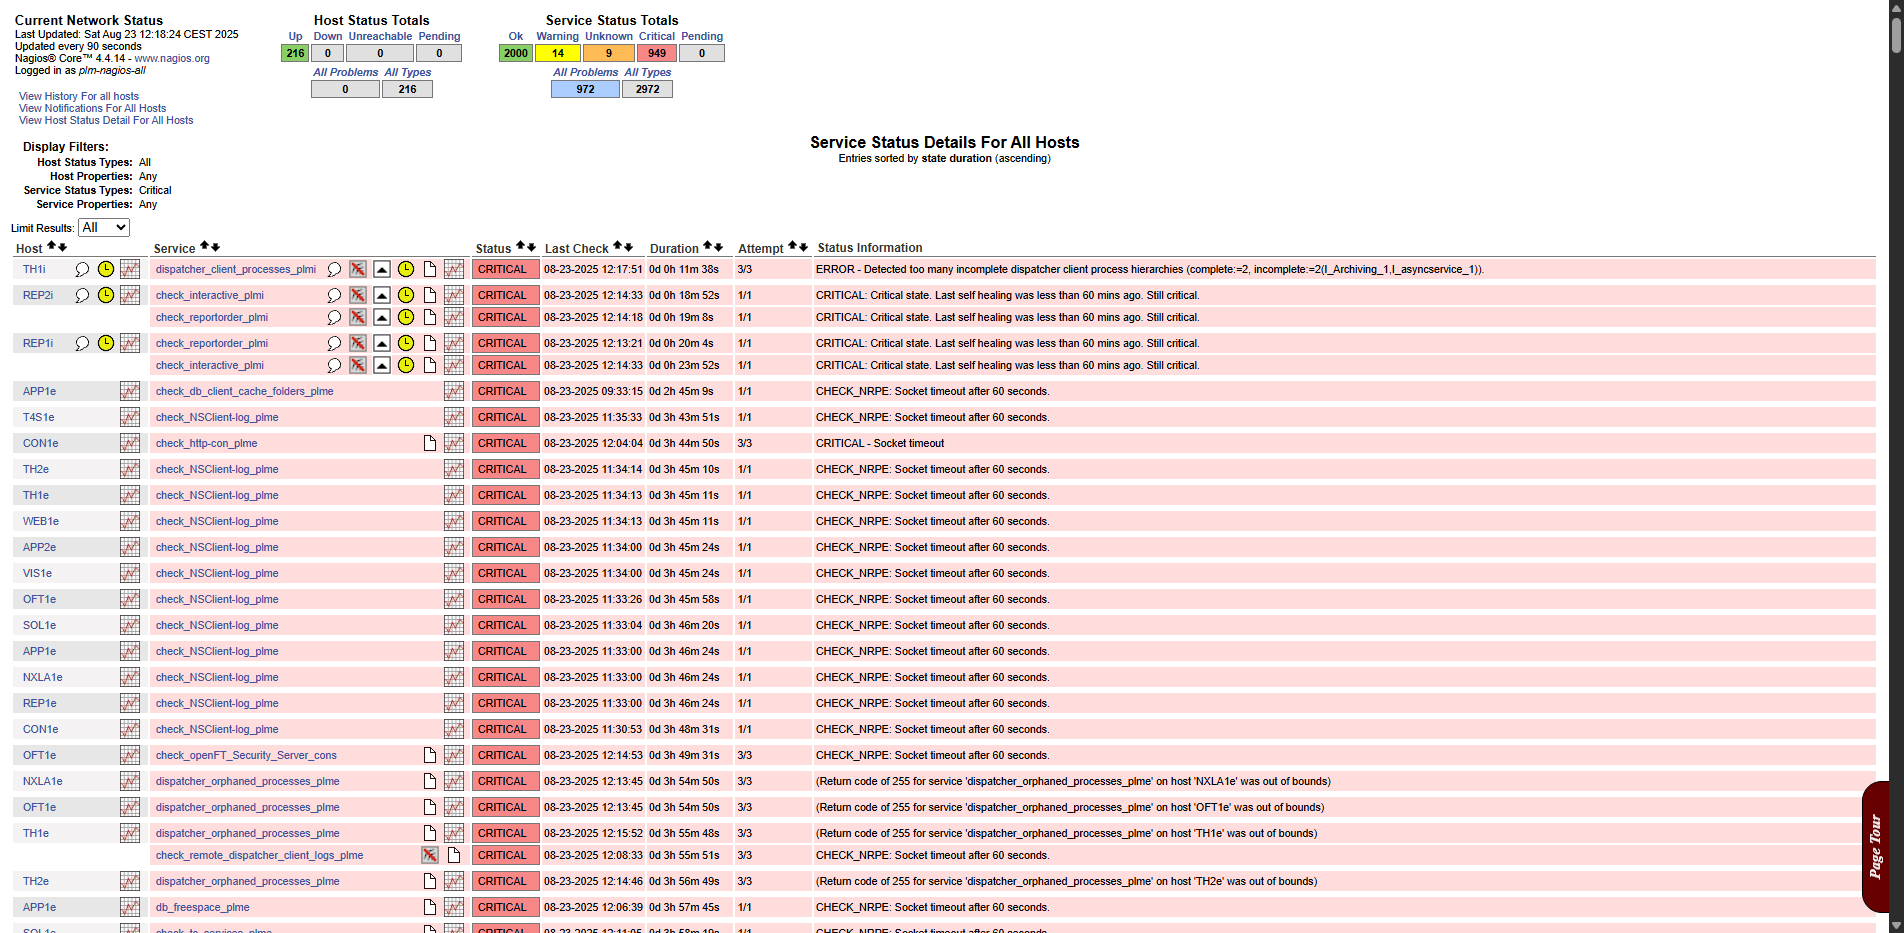 Current Network Status
Last Updated: Sat Aug 23 12:18:24 CEST 2025
Updated every 90 seconds
Nagios® Core™ 4.4.14 - www.nagios.org
Logged in as plm-nagios-all
View History For all hosts
View Notifications For All Hosts
View Host Status Detail For All Hosts
Host Status Totals
Up Down Unreachable Pending
216 0 0 0
All Problems All Types
0 216
Service Status Totals
Ok Warning Unknown Critical Pending
2000 14 9 949 0
All Problems All Types
972 2972
Display Filters:
Host Status Types: All
Host Properties: Any
Service Status Types: Critical
Service Properties: Any
Service Status Details For All Hosts
Entries sorted by state duration (ascending)
Limit Results: All
Host Service Status Last Check Duration Attempt Status Information
TH1i dispatcher_client_processes_plmi CRITICAL 08-23-2025 12:17:51 0d 0h 11m 38s 3/3 ERROR - Detected too many incomplete dispatcher client process hierarchies (complete:=2, incomplete:=2(I_Archiving_1,I_asyncservice_1)).
REP2i check_interactive_plmi CRITICAL 08-23-2025 12:14:33 0d 0h 18m 52s 1/1 CRITICAL: Critical state. Last self healing was less than 60 mins ago. Still critical.
check_reportorder_plmi CRITICAL 08-23-2025 12:14:18 0d 0h 19m 8s 1/1 CRITICAL: Critical state. Last self healing was less than 60 mins ago. Still critical.
REP1i check_reportorder_plmi CRITICAL 08-23-2025 12:13:21 0d 0h 20m 4s 1/1 CRITICAL: Critical state. Last self healing was less than 60 mins ago. Still critical.
check_interactive_plmi CRITICAL 08-23-2025 12:14:33 0d 0h 23m 52s 1/1 CRITICAL: Critical state. Last self healing was less than 60 mins ago. Still critical.
APP1e check_db_client_cache_folders_plme CRITICAL 08-23-2025 09:33:15 0d 2h 45m 9s 1/1 CHECK_NRPE: Socket timeout after 60 seconds.
T4S1e check_NSClient-log_plme CRITICAL 08-23-2025 11:35:33 0d 3h 43m 51s 1/1 CHECK_NRPE: Socket timeout after 60 seconds.
CON1e check_http-con_plme CRITICAL 08-23-2025 12:04:04 0d 3h 44m 50s 3/3 CRITICAL - Socket timeout
TH2e check_NSClient-log_plme CRITICAL 08-23-2025 11:34:14 0d 3h 45m 10s 1/1 CHECK_NRPE: Socket timeout after 60 seconds.
TH1e check_NSClient-log_plme CRITICAL 08-23-2025 11:34:13 0d 3h 45m 11s 1/1 CHECK_NRPE: Socket timeout after 60 seconds.
WEB1e check_NSClient-log_plme CRITICAL 08-23-2025 11:34:13 0d 3h 45m 11s 1/1 CHECK_NRPE: Socket timeout after 60 seconds.
APP2e check_NSClient-log_plme CRITICAL 08-23-2025 11:34:00 0d 3h 45m 24s 1/1 CHECK_NRPE: Socket timeout after 60 seconds.
VIS1e check_NSClient-log_plme CRITICAL 08-23-2025 11:34:00 0d 3h 45m 24s 1/1 CHECK_NRPE: Socket timeout after 60 seconds.
OFT1e check_NSClient-log_plme CRITICAL 08-23-2025 11:33:26 0d 3h 45m 58s 1/1 CHECK_NRPE: Socket timeout after 60 seconds.
SOL1e check_NSClient-log_plme CRITICAL 08-23-2025 11:33:04 0d 3h 46m 20s 1/1 CHECK_NRPE: Socket timeout after 60 seconds.
APP1e check_NSClient-log_plme CRITICAL 08-23-2025 11:33:00 0d 3h 46m 24s 1/1 CHECK_NRPE: Socket timeout after 60 seconds.
NXLA1e check_NSClient-log_plme CRITICAL 08-23-2025 11:33:00 0d 3h 46m 24s 1/1 CHECK_NRPE: Socket timeout after 60 seconds.
REP1e check_NSClient-log_plme CRITICAL 08-23-2025 11:33:00 0d 3h 46m 24s 1/1 CHECK_NRPE: Socket timeout after 60 seconds.
CON1e check_NSClient-log_plme CRITICAL 08-23-2025 11:30:53 0d 3h 48m 31s 1/1 CHECK_NRPE: Socket timeout after 60 seconds.
OFT1e check_openFT_Security_Server_cons CRITICAL 08-23-2025 12:14:53 0d 3h 49m 31s 3/3 CHECK_NRPE: Socket timeout after 60 seconds.
NXLA1e dispatcher_orphaned_processes_plme CRITICAL 08-23-2025 12:13:45 0d 3h 54m 50s 3/3 (Return code of 255 for service 'dispatcher_orphaned_processes_plme' on host 'NXLA1e' was out of bounds)
OFT1e dispatcher_orphaned_processes_plme CRITICAL 08-23-2025 12:13:45 0d 3h 54m 50s 3/3 (Return code of 255 for service 'dispatcher_orphaned_processes_plme' on host 'OFT1e' was out of bounds)
TH1e dispatcher_orphaned_processes_plme CRITICAL 08-23-2025 12:15:52 0d 3h 55m 48s 3/3 (Return code of 255 for service 'dispatcher_orphaned_processes_plme' on host 'TH1e' was out of bounds)
check_remote_dispatcher_client_logs_plme CRITICAL 08-23-2025 12:08:33 0d 3h 55m 51s 3/3 CHECK_NRPE: Socket timeout after 60 seconds.
TH2e dispatcher_orphaned_processes_plme CRITICAL 08-23-2025 12:14:46 0d 3h 56m 49s 3/3 (Return code of 255 for service 'dispatcher_orphaned_processes_plme' on host 'TH2e' was out of bounds)
APP1e db_freespace_plme CRITICAL 08-23-2025 12:06:39 0d 3h 57m 45s 1/1 CHECK_NRPE: Socket timeout after 60 seconds.
Page Tour